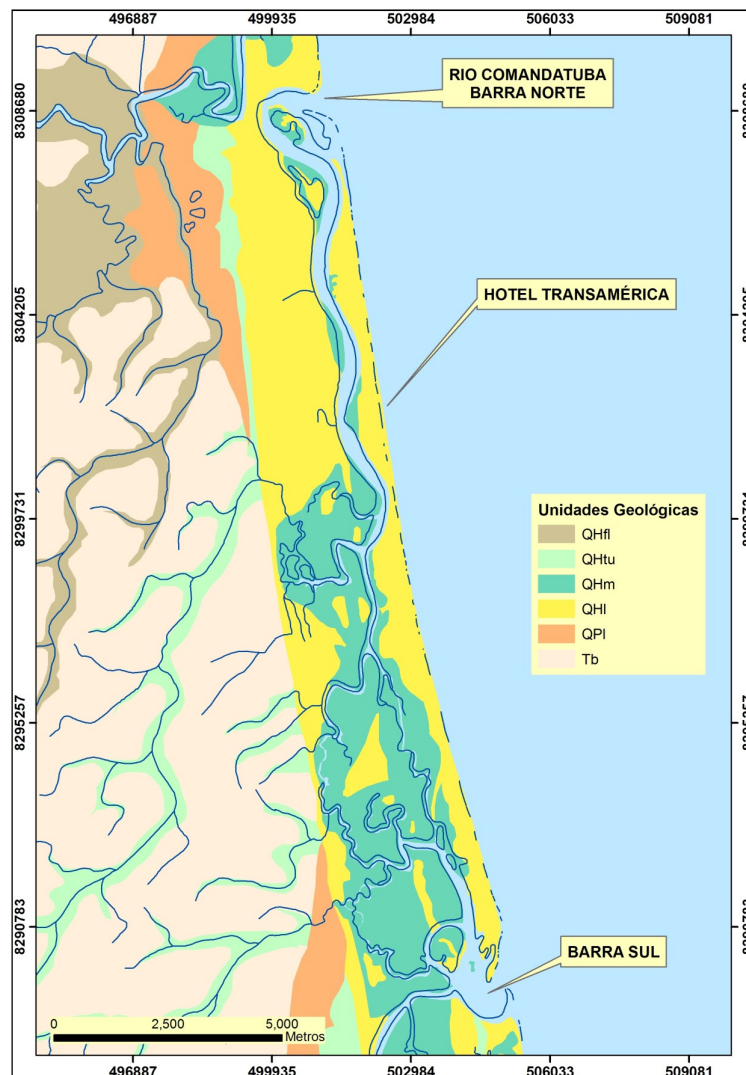 496887 499935 502984 506033 509081
8308680
8304205
8299731
8295257
8290783
RIO COMANDATUBA
BARRA NORTE
HOTEL TRANSAMÉRICA
Unidades Geológicas
QHfl
QHtu
QHm
QHl
QPl
Tb
BARRA SUL
0 2,500 5,000
Metros
496887 499935 502984 506033 509081